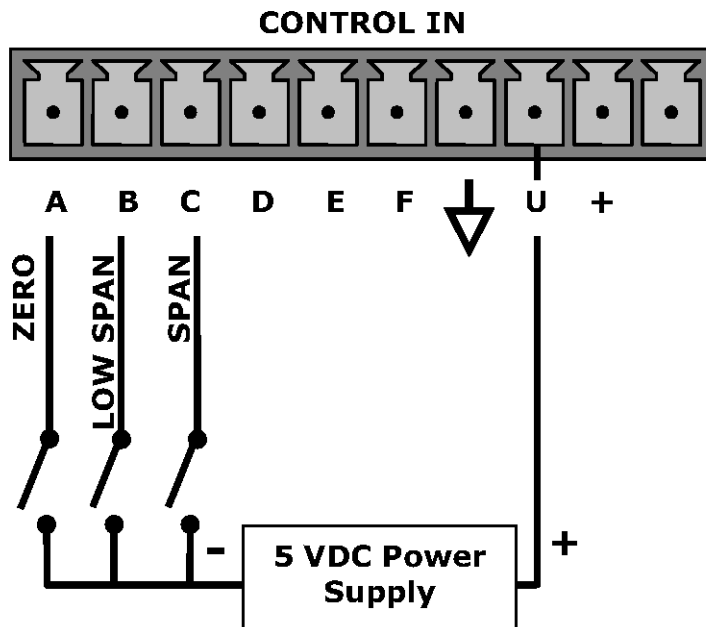 CONTROL IN
A B C D E F U +
ZERO
LOW SPAN
SPAN
- +
5 VDC Power
Supply